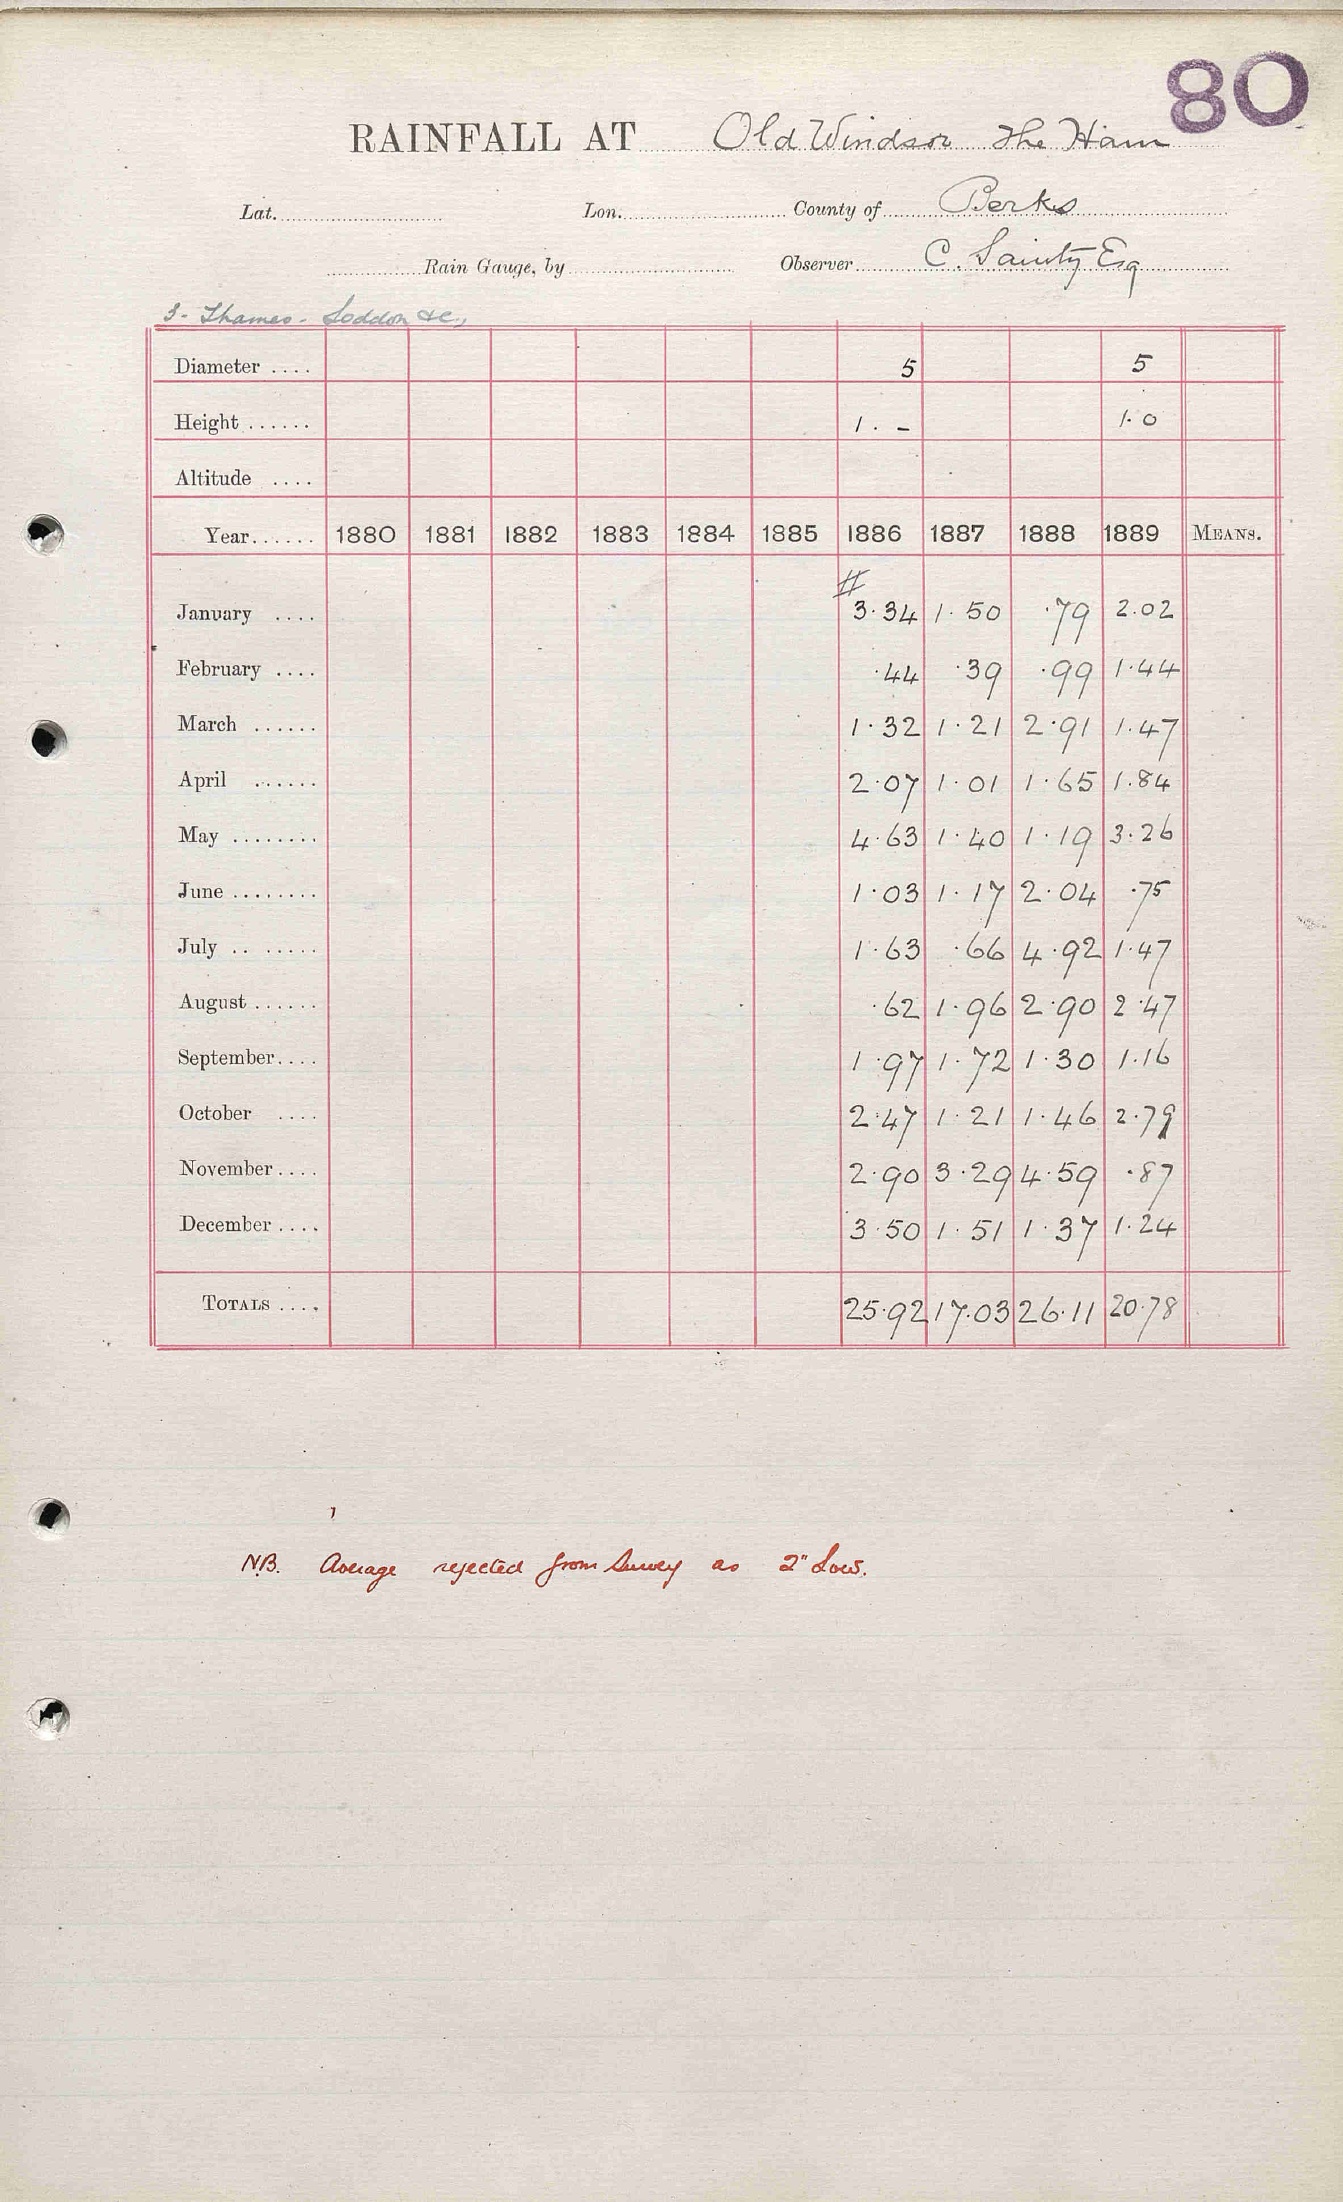 80
RAINFALL AT Old Windsor The Ham
Lat. Lon. County of Berks
Rain Gauge, by Observer C. Sainty Esq
3- Thames - Loddon &c.,
Diameter .... 5 5
Height ...... 1. - 1.0
Altitude ....
Year...... 1880 1881 1882 1883 1884 1885 1886 1887 1888 1889 MEANS.
#
January .... 3.34 1.50 .79 2.02
February .... .44 .39 .99 1.44
March ...... 1.32 1.21 2.91 1.47
April ...... 2.07 1.01 1.65 1.84
May ........ 4.63 1.40 1.19 3.26
June ........ 1.03 1.17 2.04 .75
July .. ...... 1.63 .66 4.92 1.47
August ...... .62 1.96 2.90 2.47
September.... 1.97 1.72 1.30 1.16
October .... 2.47 1.21 1.46 2.79
November.... 2.90 3.29 4.59 .87
December .... 3.50 1.51 1.37 1.24
TOTALS .... 25.92 17.03 26.11 20.78
N.B. Average rejected from Survey as 2" Low.